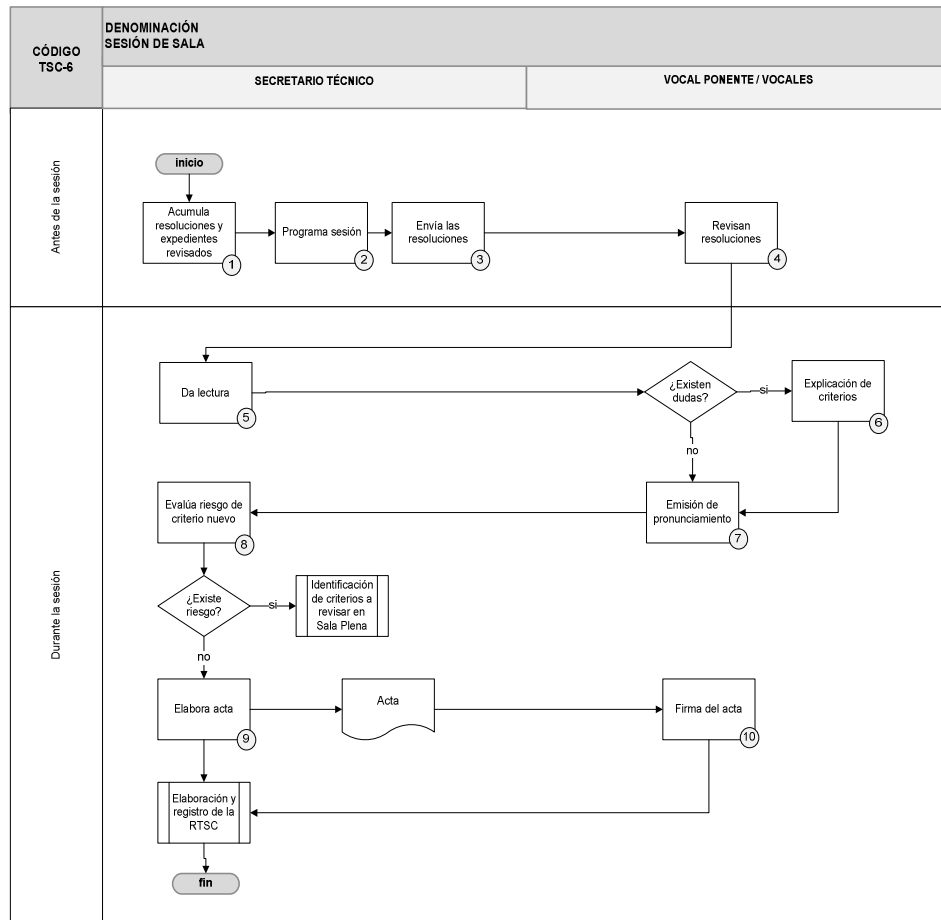 CÓDIGO
TSC-6
DENOMINACIÓN
SESIÓN DE SALA
SECRETARIO TÉCNICO
VOCAL PONENTE / VOCALES
Antes de la sesión
inicio
Acumula
resoluciones y
expedientes
revisados
1
Programa sesión
2
Envía las
resoluciones
3
Revisan
resoluciones
4
Durante la sesión
Da lectura
5
¿Existen
dudas?
si
Explicación de
criterios
6
no
Emisión de
pronunciamiento
7
Evalúa riesgo de
criterio nuevo
8
¿Existe
riesgo?
si
Identificación
de criterios a
revisar en
Sala Plena
no
Elabora acta
9
Acta
Firma del acta
10
Elaboración y
registro de la
RTSC
fin